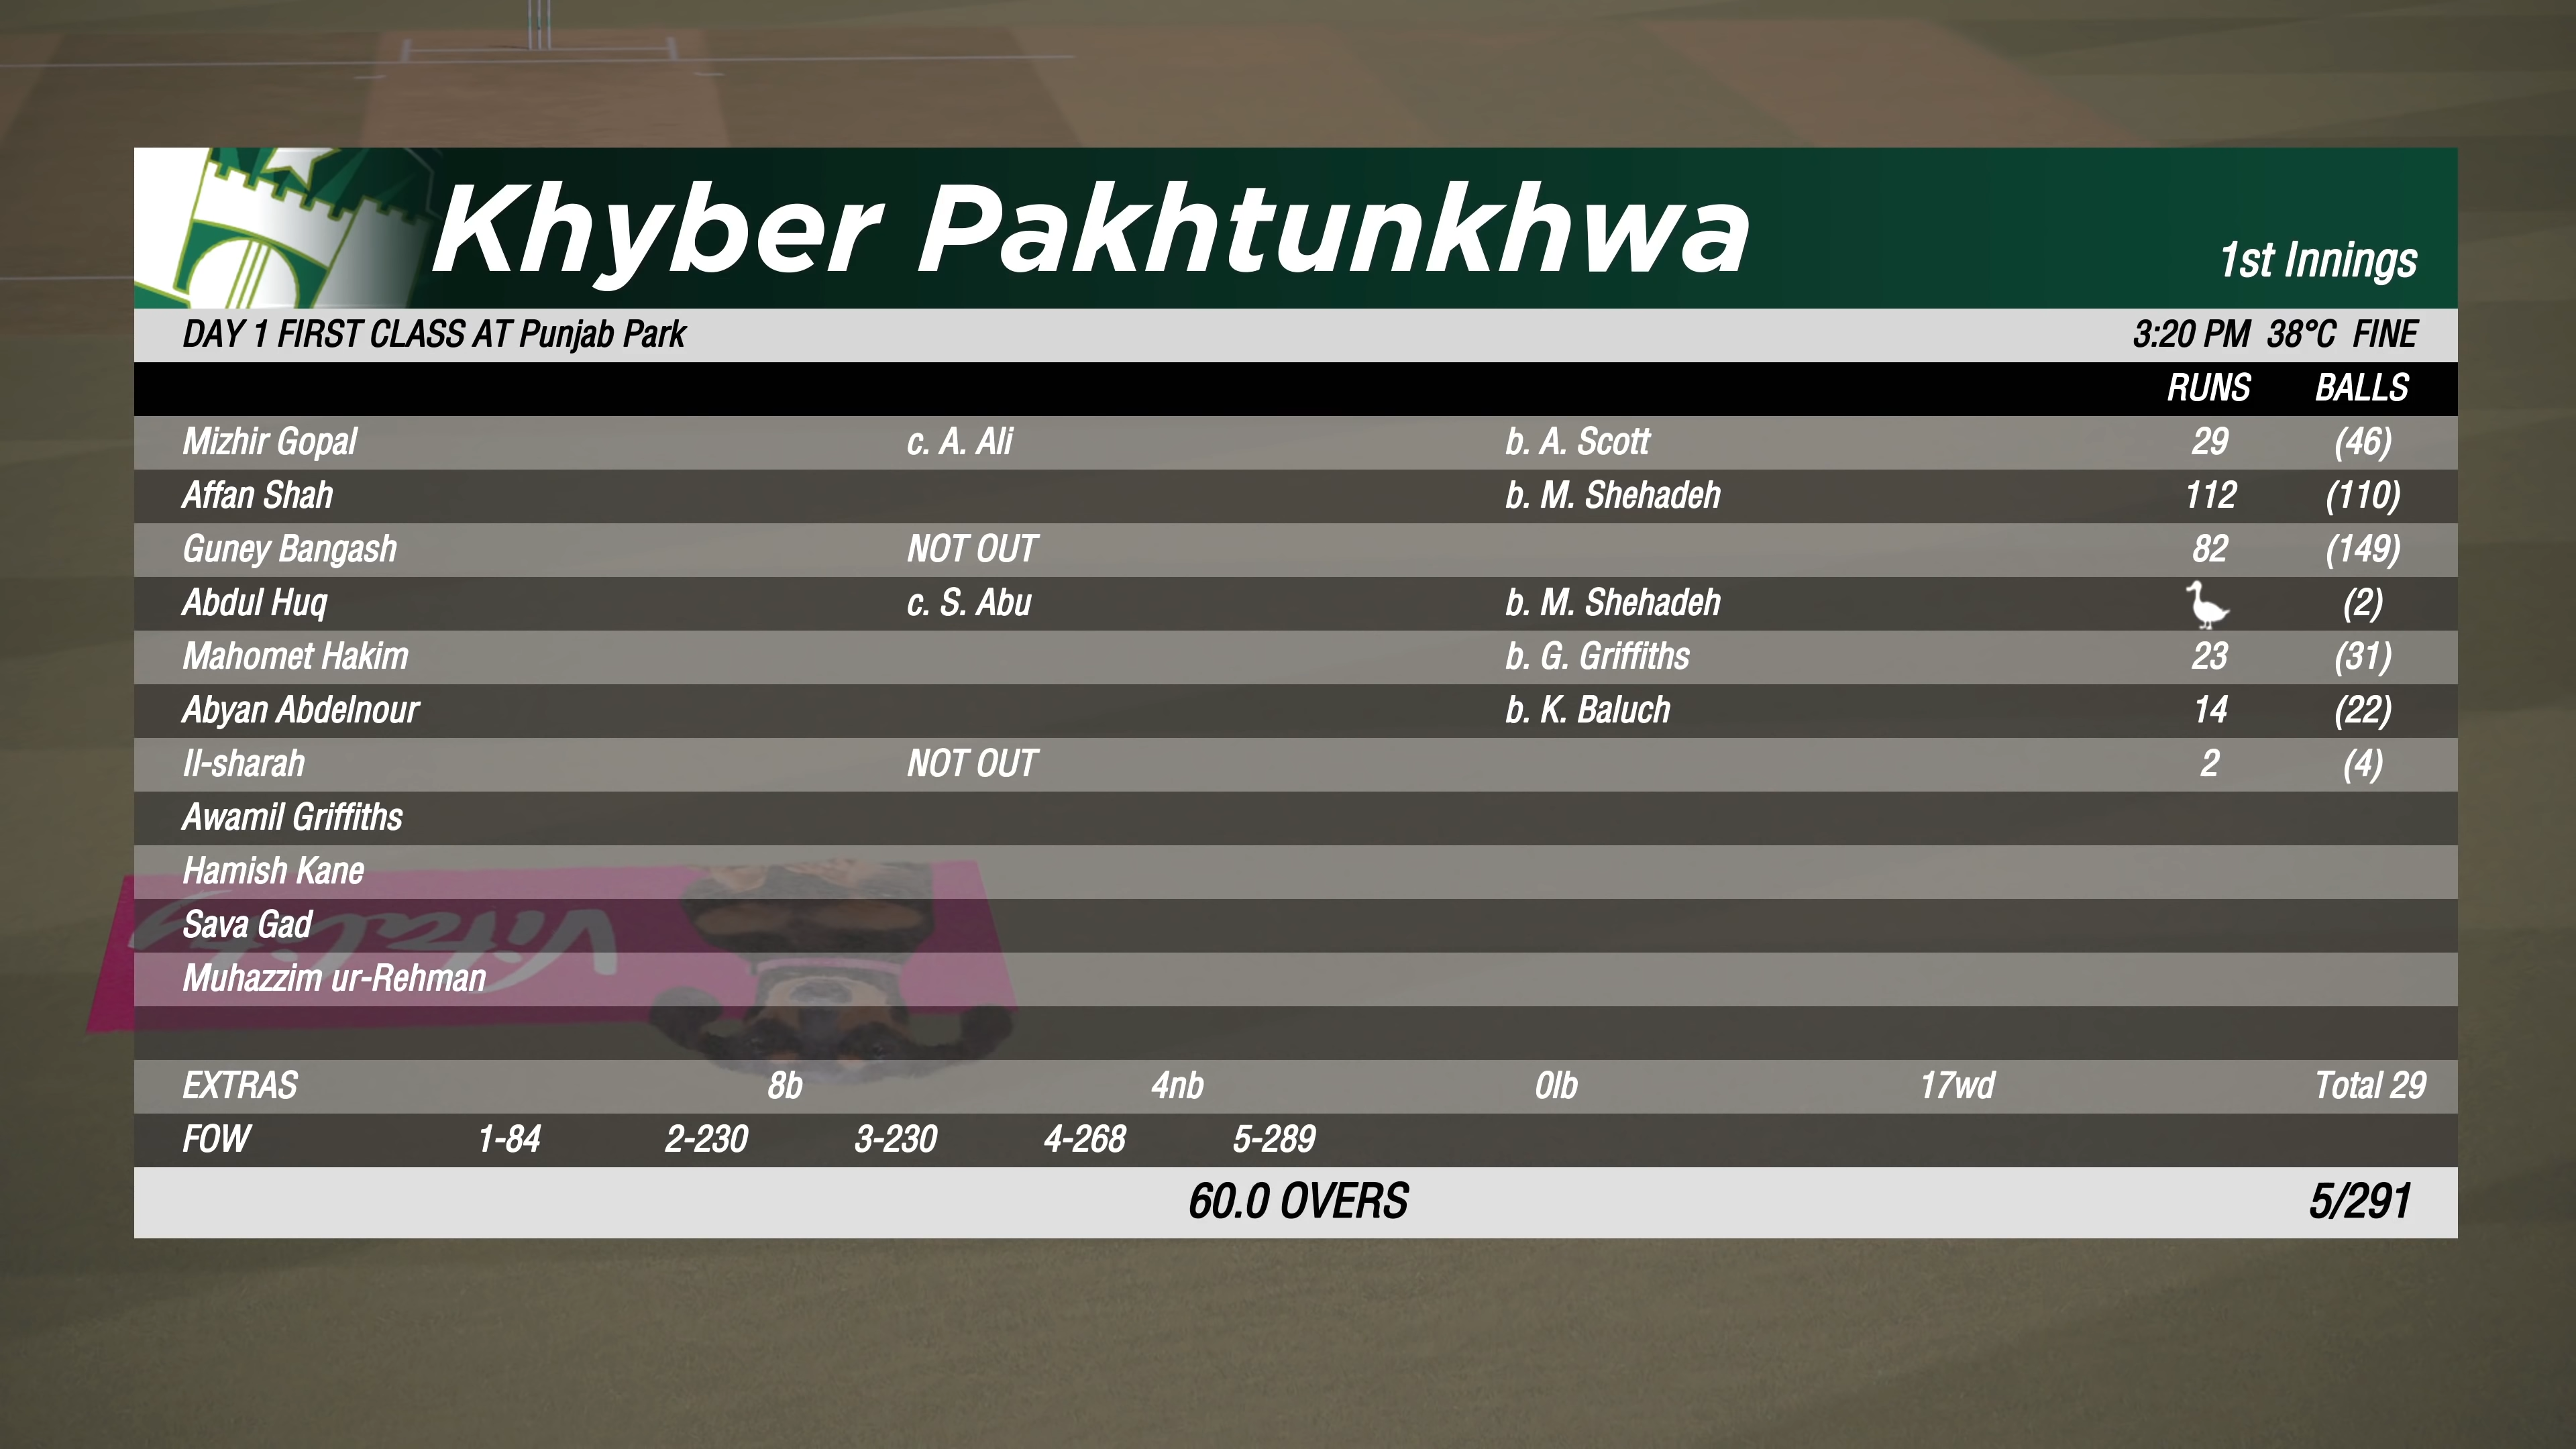 Khyber Pakhtunkhwa
1st Innings
DAY 1 FIRST CLASS AT Punjab Park 3:20 PM 38°C FINE
RUNS BALLS
Mizhir Gopal c. A. Ali b. A. Scott 29 (46)
Affan Shah b. M. Shehadeh 112 (110)
Guney Bangash NOT OUT 82 (149)
Abdul Huq c. S. Abu b. M. Shehadeh (2)
Mahomet Hakim b. G. Griffiths 23 (31)
Abyan Abdelnour b. K. Baluch 14 (22)
Il-sharah NOT OUT 2 (4)
Awamil Griffiths
Hamish Kane
Sava Gad
Vitality
Muhazzim ur-Rehman
EXTRAS 8b 4nb 0lb 17wd Total 29
FOW 1-84 2-230 3-230 4-268 5-289
60.0 OVERS 5/291